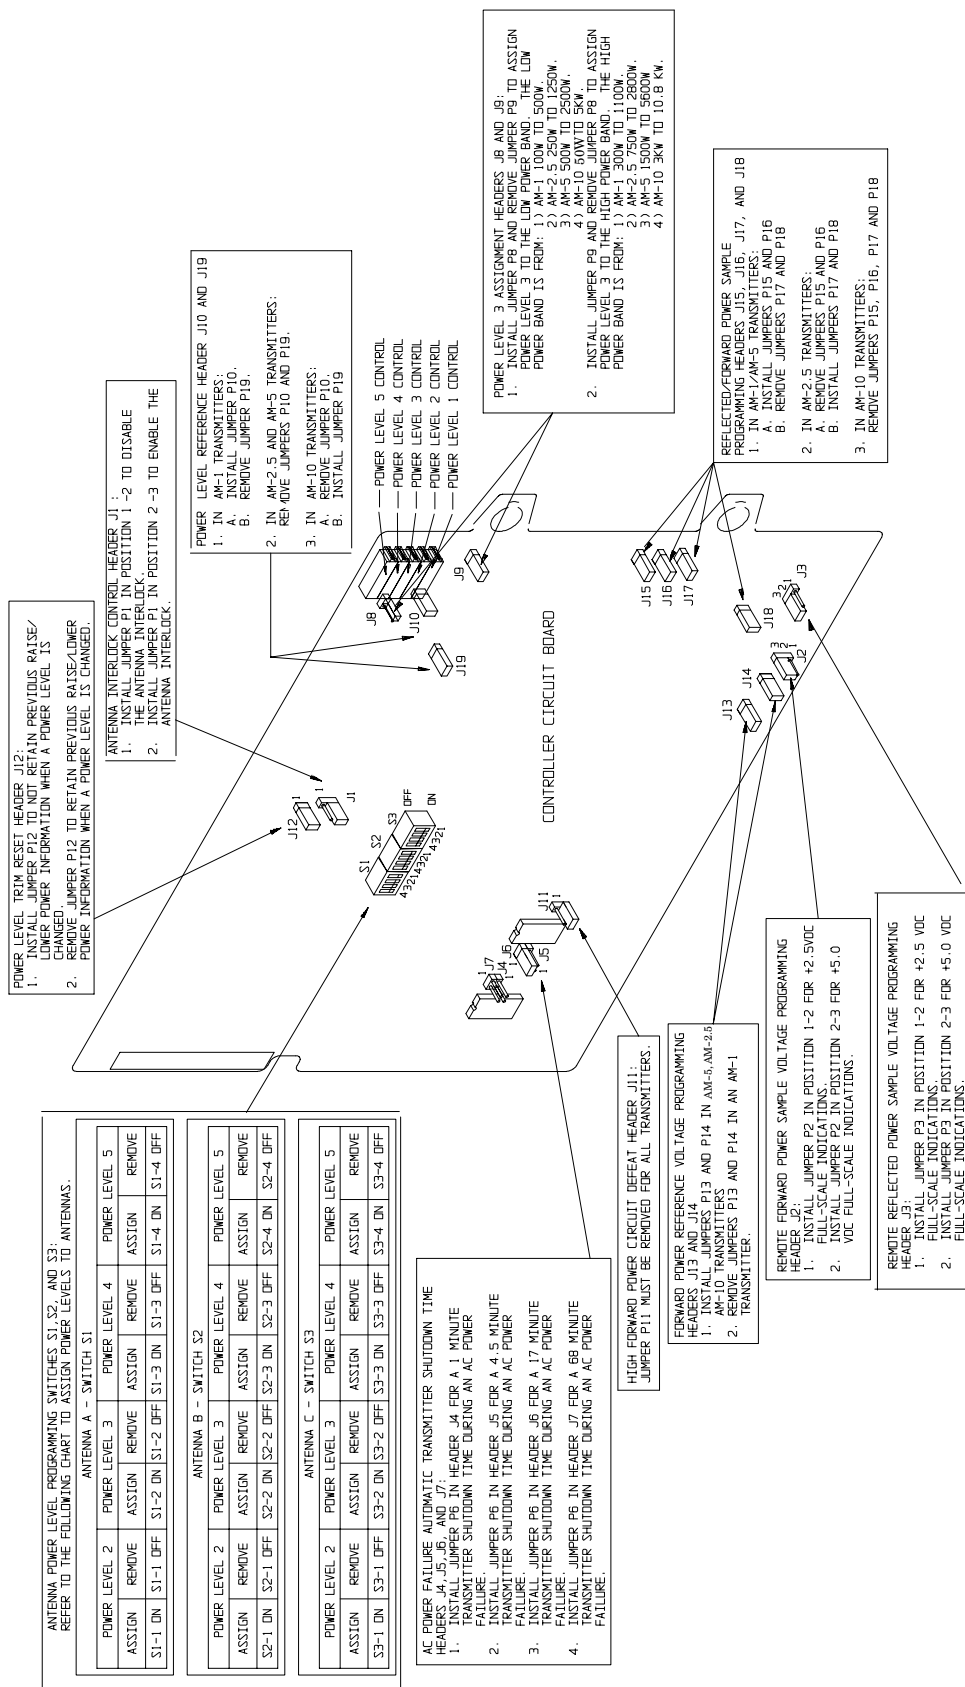 POWER LEVEL TRIM RESET HEADER J12:
1. INSTALL JUMPER P12 TO NOT RETAIN PREVIOUS RAISE/
LOWER POWER INFORMATION WHEN A POWER LEVEL IS
CHANGED.
2. REMOVE JUMPER P12 TO RETAIN PREVIOUS RAISE/LOWER
POWER INFORMATION WHEN A POWER LEVEL IS CHANGED.
ANTENNA INTERLOCK CONTROL HEADER J1 :
1. INSTALL JUMPER P1 IN POSITION 1 -2 TO DISABLE
THE ANTENNA INTERLOCK.
2. INSTALL JUMPER P1 IN POSITION 2 -3 TO ENABLE THE
ANTENNA INTERLOCK.
POWER LEVEL REFERENCE HEADER J10 AND J19
1. IN AM-1 TRANSMITTERS:
A. INSTALL JUMPER P10.
B. REMOVE JUMPER P19.
2. IN AM-2.5 AND AM-5 TRANSMITTERS:
REMOVE JUMPERS P10 AND P19.
3. IN AM-10 TRANSMITTERS:
A. REMOVE JUMPER P10.
B. INSTALL JUMPER P19
POWER LEVEL 5 CONTROL
POWER LEVEL 4 CONTROL
POWER LEVEL 3 CONTROL
POWER LEVEL 2 CONTROL
POWER LEVEL 1 CONTROL
POWER LEVEL 3 ASSIGNMENT HEADERS J8 AND J9:
1. INSTALL JUMPER P8 AND REMOVE JUMPER P9 TO ASSIGN
POWER LEVEL 3 TO THE LOW POWER BAND. THE LOW
POWER BAND IS FROM: 1) AM-1 100W TO 500W.
2) AM-2.5 250W TO 1250W.
3) AM-5 500W TO 2500W.
4) AM-10 50W TO 5KW.
2. INSTALL JUMPER P9 AND REMOVE JUMPER P8 TO ASSIGN
POWER LEVEL 3 TO THE HIGH POWER BAND. THE HIGH
POWER BAND IS FROM: 1) AM-1 300W TO 1100W.
2) AM-2.5 750W TO 2800W.
3) AM-5 1500W TO 5600W
4) AM-10 3KW TO 10.8 KW.
REFLECTED/FORWARD POWER SAMPLE
PROGRAMMING HEADERS J15, J16, J17, AND J18
1. IN AM-1/AM-5 TRANSMITTERS:
A. INSTALL JUMPERS P15 AND P16
B. REMOVE JUMPERS P17 AND P18
2. IN AM-2.5 TRANSMITTERS:
A. REMOVE JUMPERS P15 AND P16
B. INSTALL JUMPERS P17 AND P18
3. IN AM-10 TRANSMITTERS:
REMOVE JUMPERS P15, P16, P17 AND P18
J12
1
J1
1
S1
S2
S3
OFF
ON
432143214321
J8
J10
J19
J9
J15
J16
J17
J18
J3
3 2 1
J2
3 2 1
J14
J13
J11
1
J7
1
J4
1
J6
1
J5
1
CONTROLLER CIRCUIT BOARD
ANTENNA POWER LEVEL PROGRAMMING SWITCHES S1,S2, AND S3:
REFER TO THE FOLLOWING CHART TO ASSIGN POWER LEVELS TO ANTENNAS.
ANTENNA A - SWITCH S1
POWER LEVEL 2 POWER LEVEL 3 POWER LEVEL 4 POWER LEVEL 5
ASSIGN REMOVE ASSIGN REMOVE ASSIGN REMOVE ASSIGN REMOVE
S1-1 ON S1-1 OFF S1-2 ON S1-2 OFF S1-3 ON S1-3 OFF S1-4 ON S1-4 OFF
ANTENNA B - SWITCH S2
POWER LEVEL 2 POWER LEVEL 3 POWER LEVEL 4 POWER LEVEL 5
ASSIGN REMOVE ASSIGN REMOVE ASSIGN REMOVE ASSIGN REMOVE
S2-1 ON S2-1 OFF S2-2 ON S2-2 OFF S2-3 ON S2-3 OFF S2-4 ON S2-4 OFF
ANTENNA C - SWITCH S3
POWER LEVEL 2 POWER LEVEL 3 POWER LEVEL 4 POWER LEVEL 5
ASSIGN REMOVE ASSIGN REMOVE ASSIGN REMOVE ASSIGN REMOVE
S3-1 ON S3-1 OFF S3-2 ON S3-2 OFF S3-3 ON S3-3 OFF S3-4 ON S3-4 OFF
AC POWER FAILURE AUTOMATIC TRANSMITTER SHUTDOWN TIME
HEADERS J4,J5,J6, AND J7:
1. INSTALL JUMPER P6 IN HEADER J4 FOR A 1 MINUTE
TRANSMITTER SHUTDOWN TIME DURING AN AC POWER
FAILURE.
2. INSTALL JUMPER P6 IN HEADER J5 FOR A 4.5 MINUTE
TRANSMITTER SHUTDOWN TIME DURING AN AC POWER
FAILURE.
3. INSTALL JUMPER P6 IN HEADER J6 FOR A 17 MINUTE
TRANSMITTER SHUTDOWN TIME DURING AN AC POWER
FAILURE.
4. INSTALL JUMPER P6 IN HEADER J7 FOR A 68 MINUTE
TRANSMITTER SHUTDOWN TIME DURING AN AC POWER
FAILURE.
HIGH FORWARD POWER CIRCUIT DEFEAT HEADER J11:
JUMPER P11 MUST BE REMOVED FOR ALL TRANSMITTERS.
FORWARD POWER REFERENCE VOLTAGE PROGRAMMING
HEADERS J13 AND J14
1. INSTALL JUMPERS P13 AND P14 IN AM-5, AM-2.5
AM-10 TRANSMITTERS
2. REMOVE JUMPERS P13 AND P14 IN AN AM-1
TRANSMITTER.
REMOTE FORWARD POWER SAMPLE VOLTAGE PROGRAMMING
HEADER J2:
1. INSTALL JUMPER P2 IN POSITION 1-2 FOR +2.5VDC
FULL-SCALE INDICATIONS.
2. INSTALL JUMPER P2 IN POSITION 2-3 FOR +5.0
VDC FULL-SCALE INDICATIONS.
REMOTE REFLECTED POWER SAMPLE VOLTAGE PROGRAMMING
HEADER J3:
1. INSTALL JUMPER P3 IN POSITION 1-2 FOR +2.5 VDC
FULL-SCALE INDICATIONS.
2. INSTALL JUMPER P3 IN POSITION 2-3 FOR +5.0 VDC
FULL-SCALE INDICATIONS.